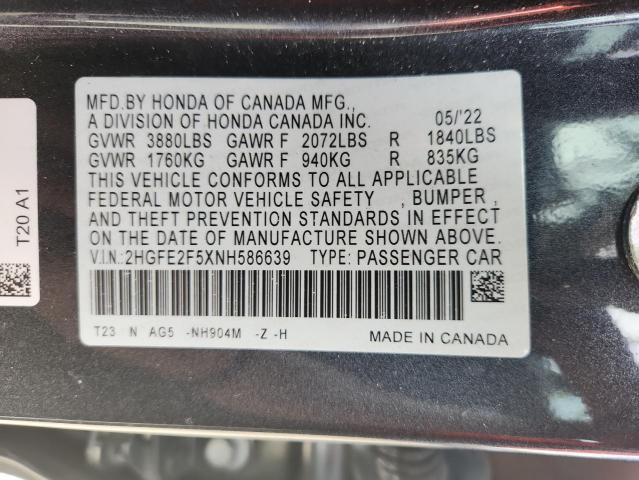 MFD.BY HONDA OF CANADA MFG.,
A DIVISION OF HONDA CANADA INC. 05/'22
GVWR 3880LBS GAWR F 2072LBS R 1840LBS
GVWR 1760KG GAWR F 940KG R 835KG
THIS VEHICLE CONFORMS TO ALL APPLICABLE
FEDERAL MOTOR VEHICLE SAFETY , BUMPER ,
AND THEFT PREVENTION STANDARDS IN EFFECT
ON THE DATE OF MANUFACTURE SHOWN ABOVE.
V.I.N.:2HGFE2F5XNH586639 TYPE: PASSENGER CAR
T23 N AG5 -NH904M -Z -H MADE IN CANADA
T20 A1